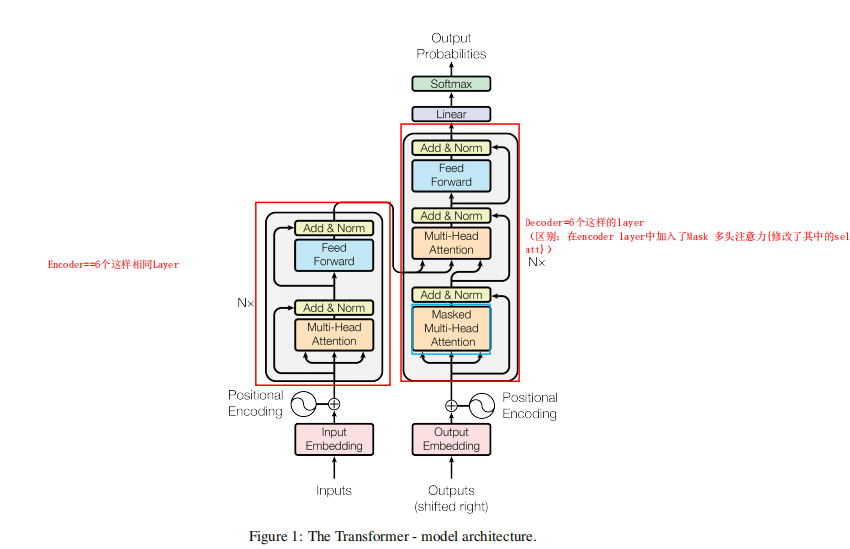 Output
Probabilities
Softmax
Linear
Add & Norm
Feed
Forward
Add & Norm
Multi-Head
Attention
Add & Norm
Masked
Multi-Head
Attention
Nx
Decoder=6个这样的layer
（区别：在encoder layer中加入了Mask 多头注意力{修改了其中的sel
att}）
Encoder==6个这样相同Layer
Add & Norm
Feed
Forward
Nx
Add & Norm
Multi-Head
Attention
Positional
Encoding
Positional
Encoding
Input
Embedding
Output
Embedding
Inputs
Outputs
(shifted right)
Figure 1: The Transformer - model architecture.